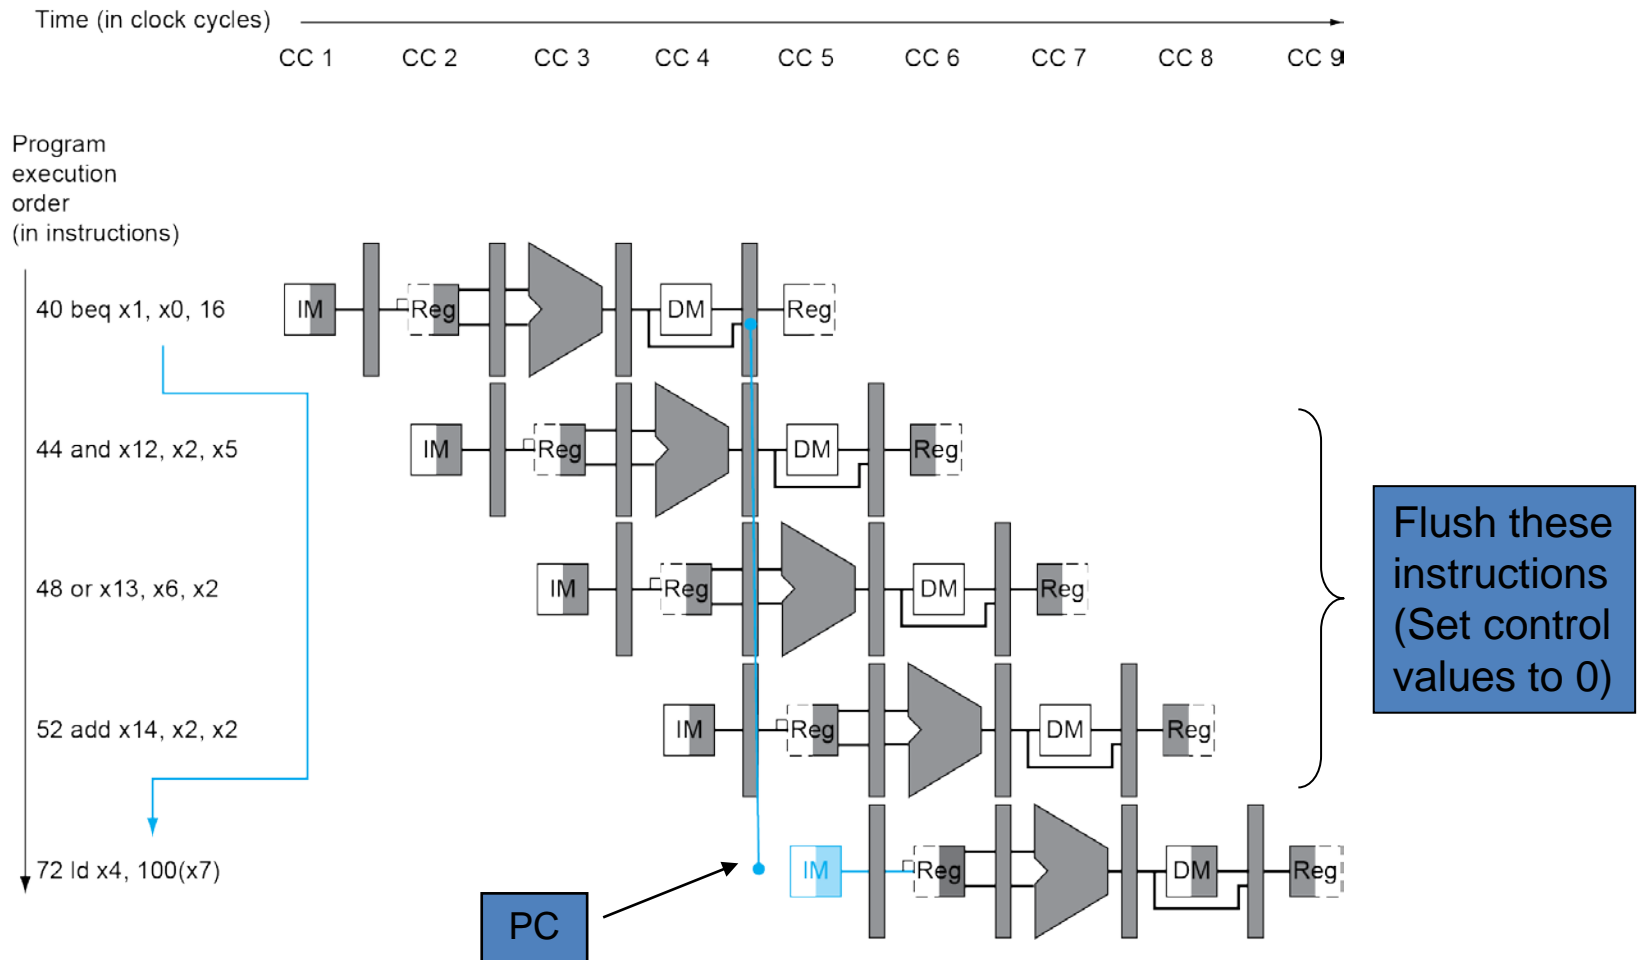 Time (in clock cycles)
CC 1 CC 2 CC 3 CC 4 CC 5 CC 6 CC 7 CC 8 CC 9
Program
execution
order
(in instructions)
40 beq x1, x0, 16
IM Reg DM Reg
44 and x12, x2, x5
IM Reg DM Reg
48 or x13, x6, x2
IM Reg DM Reg
52 add x14, x2, x2
IM Reg DM Reg
72 ld x4, 100(x7)
IM Reg DM Reg
Flush these
instructions
(Set control
values to 0)
PC